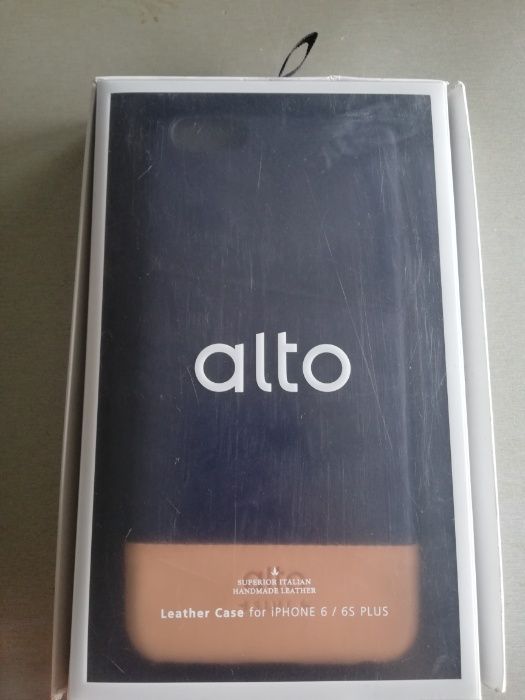 alto
SUPERIOR ITALIAN
HANDMADE LEATHER
Leather Case for iPHONE 6 / 6S PLUS